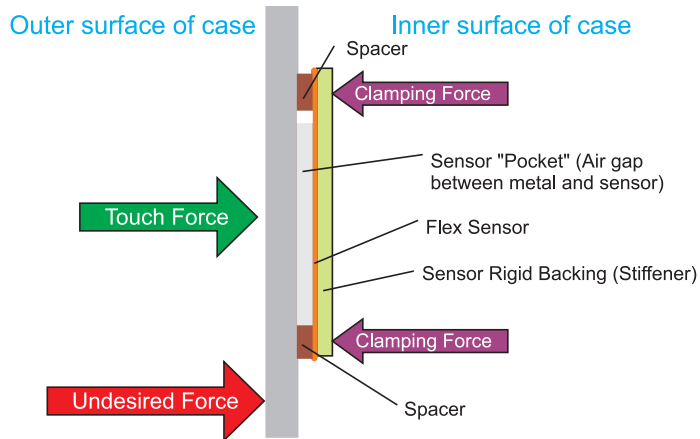 Outer surface of case
Inner surface of case
Spacer
Clamping Force
Sensor "Pocket" (Air gap
between metal and sensor)
Touch Force
Flex Sensor
Sensor Rigid Backing (Stiffener)
Clamping Force
Undesired Force
Spacer